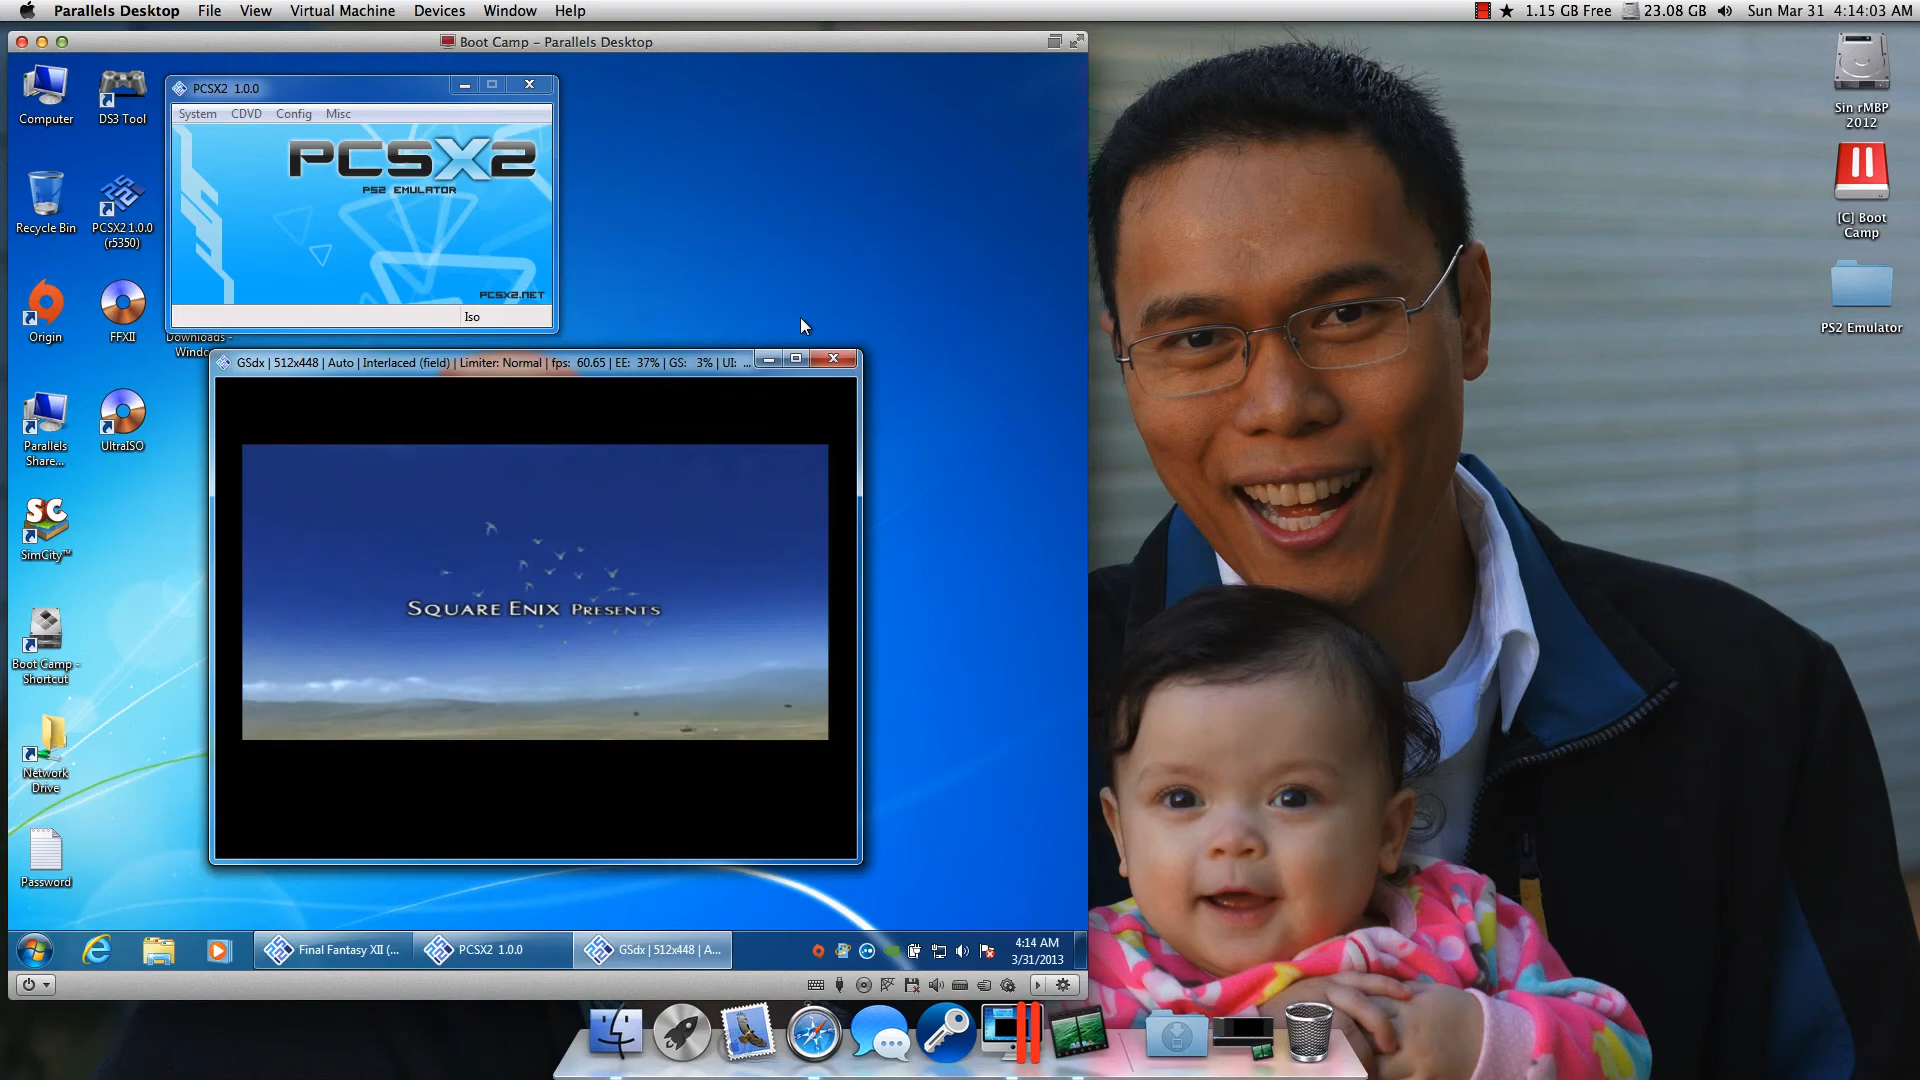 Parallels Desktop File View Virtual Machine Devices Window Help 1.15 GB Free 23.08 GB Sun Mar 31 4:14:03 AM
Boot Camp – Parallels Desktop
Computer
DS3 Tool
Recycle Bin
PCSX2 1.0.0
(r5350)
Origin
FFXII
Downloads -
Parallels
Share...
UltraISO
SimCity™
Boot Camp -
Shortcut
Network
Drive
Password
PCSX2 1.0.0
System CDVD Config Misc
PCSX2
PS2 EMULATOR
PCSX2.NET
Iso
GSdx | 512x448 | Auto | Interlaced (field) | Limiter: Normal | fps: 60.65 | EE: 37% | GS: 3% | UI: ...
SQUARE ENIX PRESENTS
Final Fantasy XII (...
PCSX2 1.0.0
GSdx | 512x448 | A...
4:14 AM
3/31/2013
Sin rMBP
2012
[C] Boot
Camp
PS2 Emulator